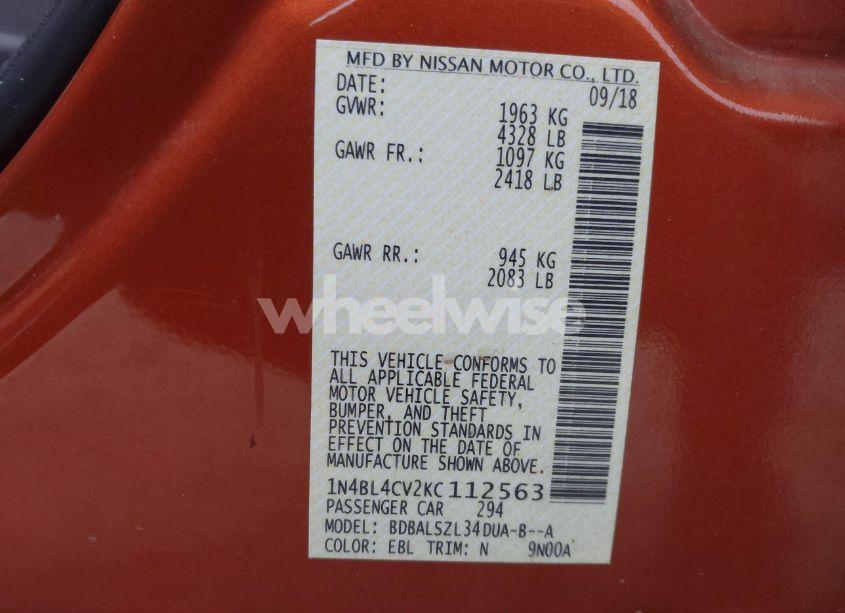 MFD BY NISSAN MOTOR CO., LTD.
DATE: 09/18
GVWR: 1963 KG
4328 LB
GAWR FR.: 1097 KG
2418 LB
GAWR RR.: 945 KG
2083 LB
wheelwise
THIS VEHICLE CONFORMS TO
ALL APPLICABLE FEDERAL
MOTOR VEHICLE SAFETY,
BUMPER, AND THEFT
PREVENTION STANDARDS IN
EFFECT ON THE DATE OF
MANUFACTURE SHOWN ABOVE.
1N4BL4CV2KC112563
PASSENGER CAR 294
MODEL: BDBALSZL34DUA-B--A
COLOR: EBL TRIM: N 9N00A